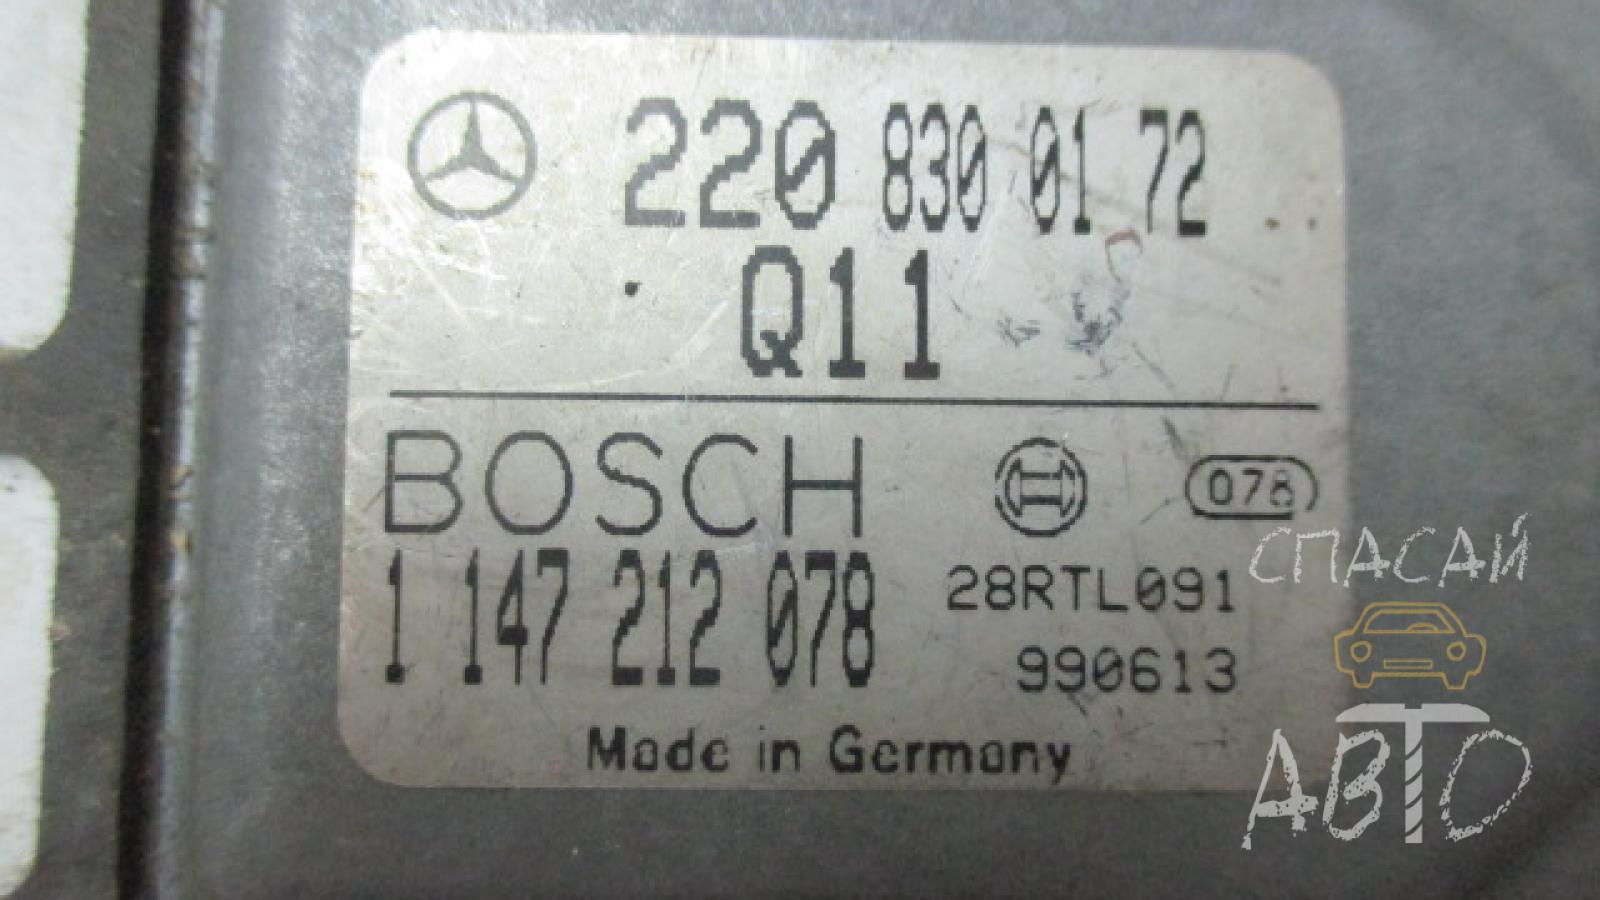 220 830 01 72
Q11
BOSCH
078
1 147 212 078
28RTL091
990613
Made in Germany
СПАСАЙ
АВТО